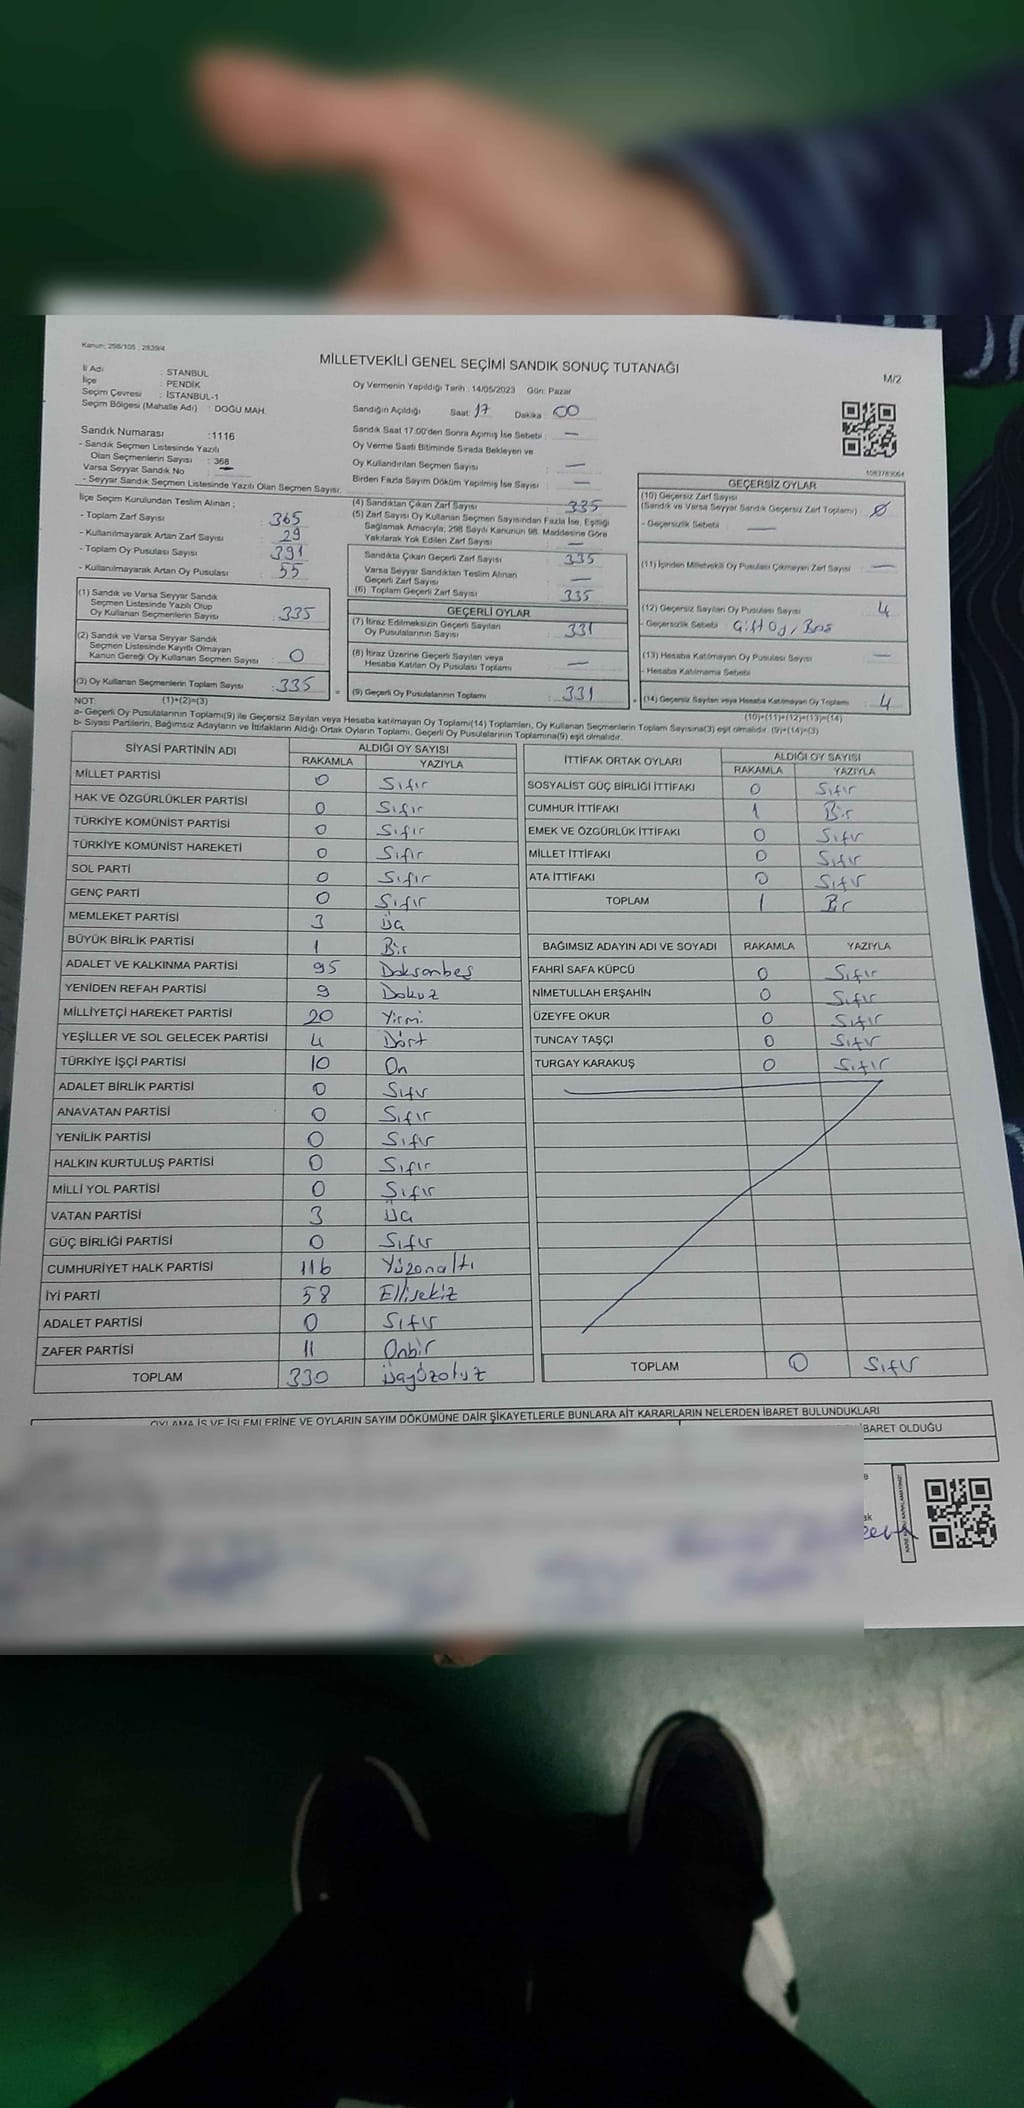 Kanun: 298/105 , 2839/4
MİLLETVEKİLİ GENEL SEÇİMİ SANDIK SONUÇ TUTANAĞI
M/2
İl Adı : STANBUL
İlçe : PENDİK
Seçim Çevresi : İSTANBUL-1
Seçim Bölgesi (Mahalle Adı) : DOĞU MAH.
Oy Vermenin Yapıldığı Tarih : 14/05/2023 Gün: Pazar
Sandığın Açıldığı Saat: 17 Dakika: 00
Sandık Saat 17:00'den Sonra Açımış İse Sebebi : —
Oy Verme Saati Bitiminde Sırada Bekleyen ve
Oy Kullandırılan Seçmen Sayısı : —
Birden Fazla Sayım Döküm Yapılmış İse Sayısı : —
Sandık Numarası : 1116
- Sandık Seçmen Listesinde Yazılı
Olan Seçmenlerin Sayısı : 368
Varsa Seyyar Sandık No : —
- Seyyar Sandık Seçmen Listesinde Yazılı Olan Seçmen Sayısı:
İlçe Seçim Kurulundan Teslim Alınan ;
- Toplam Zarf Sayısı : 365
- Kullanılmayarak Artan Zarf Sayısı : 29
- Toplam Oy Pusulası Sayısı : 391
- Kullanılmayarak Artan Oy Pusulası : 55
(1) Sandık ve Varsa Seyyar Sandık
Seçmen Listesinde Yazılı Olup
Oy Kullanan Seçmenlerin Sayısı : 335
(2) Sandık ve Varsa Seyyar Sandık
Seçmen Listesinde Kayıtlı Olmayan
Kanun Gereği Oy Kullanan Seçmen Sayısı : 0
(3) Oy Kullanan Seçmenlerin Toplam Sayısı : 335
(1)+(2)=(3)
(4) Sandıktan Çıkan Zarf Sayısı : 335
(5) Zarf Sayısı Oy Kullanan Seçmen Sayısından Fazla İse, Eşitliği
Sağlamak Amacıyla; 298 Sayılı Kanunun 98. Maddesine Göre
Yakılarak Yok Edilen Zarf Sayısı : —
Sandıkta Çıkan Geçerli Zarf Sayısı : 335
Varsa Seyyar Sandıktan Teslim Alınan
Geçerli Zarf Sayısı : —
(6) Toplam Geçerli Zarf Sayısı : 335
GEÇERLİ OYLAR
(7) İtiraz Edilmeksizin Geçerli Sayılan
Oy Pusulalarının Sayısı : 331
(8) İtiraz Üzerine Geçerli Sayılan veya
Hesaba Katılan Oy Pusulası Toplamı : —
= (9) Geçerli Oy Pusulalarının Toplamı : 331
1083783064
GEÇERSİZ OYLAR
(10) Geçersiz Zarf Sayısı
(Sandık ve Varsa Seyyar Sandık Geçersiz Zarf Toplamı) : Ø
- Geçersizlik Sebebi : —
(11) İçinden Milletvekili Oy Pusulası Çıkmayan Zarf Sayısı : —
(12) Geçersiz Sayılan Oy Pusulası Sayısı : 4
- Geçersizlik Sebebi : Çift Oy, Boş
(13) Hesaba Katılmayan Oy Pusulası Sayısı : —
- Hesaba Katılmama Sebebi
+ (14) Geçersiz Sayılan veya Hesaba Katılmayan Oy Toplamı : 4
(10)+(11)+(12)+(13)=(14)
NOT:
a- Geçerli Oy Pusulalarının Toplamı(9) ile Geçersiz Sayılan veya Hesaba katılmayan Oy Toplamı(14) Toplamları, Oy Kullanan Seçmenlerin Toplam Sayısına(3) eşit olmalıdır. (9)+(14)=(3)
b- Siyasi Partilerin, Bağımsız Adayların ve İttifakların Aldığı Ortak Oyların Toplamı, Geçerli Oy Pusulalarının Toplamına(9) eşit olmalıdır.
SİYASİ PARTİNİN ADI ALDIĞI OY SAYISI
RAKAMLA YAZIYLA
MİLLET PARTİSİ 0 Sıfır
HAK VE ÖZGÜRLÜKLER PARTİSİ 0 Sıfır
TÜRKİYE KOMÜNİST PARTİSİ 0 Sıfır
TÜRKİYE KOMÜNİST HAREKETİ 0 Sıfır
SOL PARTİ 0 Sıfır
GENÇ PARTİ 0 Sıfır
MEMLEKET PARTİSİ 3 Üç
BÜYÜK BİRLİK PARTİSİ 1 Bir
ADALET VE KALKINMA PARTİSİ 95 Doksanbeş
YENİDEN REFAH PARTİSİ 9 Dokuz
MİLLİYETÇİ HAREKET PARTİSİ 20 Yirmi
YEŞİLLER VE SOL GELECEK PARTİSİ 4 Dört
TÜRKİYE İŞÇİ PARTİSİ 10 On
ADALET BİRLİK PARTİSİ 0 Sıfır
ANAVATAN PARTİSİ 0 Sıfır
YENİLİK PARTİSİ 0 Sıfır
HALKIN KURTULUŞ PARTİSİ 0 Sıfır
MİLLİ YOL PARTİSİ 0 Sıfır
VATAN PARTİSİ 3 Üç
GÜÇ BİRLİĞİ PARTİSİ 0 Sıfır
CUMHURİYET HALK PARTİSİ 116 Yüzonaltı
İYİ PARTİ 58 Ellisekiz
ADALET PARTİSİ 0 Sıfır
ZAFER PARTİSİ 11 Onbir
TOPLAM 330 Üçyüzotuz
İTTİFAK ORTAK OYLARI ALDIĞI OY SAYISI
RAKAMLA YAZIYLA
SOSYALİST GÜÇ BİRLİĞİ İTTİFAKI 0 Sıfır
CUMHUR İTTİFAKI 1 Bir
EMEK VE ÖZGÜRLÜK İTTİFAKI 0 Sıfır
MİLLET İTTİFAKI 0 Sıfır
ATA İTTİFAKI 0 Sıfır
TOPLAM 1 Bir
BAĞIMSIZ ADAYIN ADI VE SOYADI RAKAMLA YAZIYLA
FAHRİ SAFA KÜPCÜ 0 Sıfır
NİMETULLAH ERŞAHİN 0 Sıfır
ÜZEYFE OKUR 0 Sıfır
TUNCAY TAŞÇI 0 Sıfır
TURGAY KARAKUŞ 0 Sıfır
TOPLAM 0 Sıfır
OYLAMA İŞ VE İŞLEMLERİNE VE OYLARIN SAYIM DÖKÜMÜNE DAİR ŞİKAYETLERLE BUNLARA AİT KARARLARIN NELERDEN İBARET BULUNDUKLARI
İBARET OLDUĞU